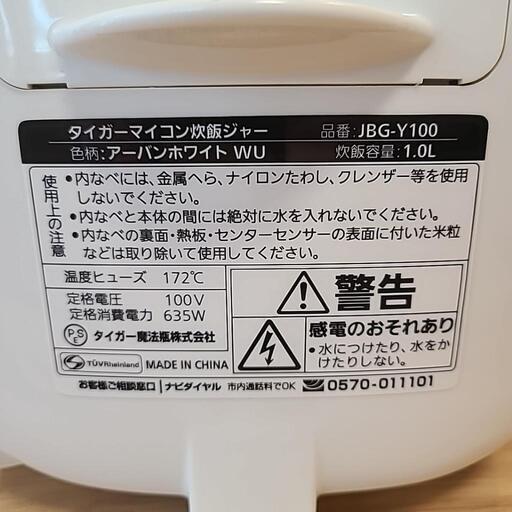 タイガーマイコン炊飯ジャー 品番: JBG-Y100
色柄: アーバンホワイト WU 炊飯容量: 1.0L
使用上の注意
•内なべには、金属へら、ナイロンたわし、クレンザー等を使用
しないでください。
•内なべと本体の間には絶対に水を入れないでください。
•内なべの裏面・熱板・センターセンサーの表面に付いた米粒
などは取り除いて使用してください。
温度ヒューズ 172℃
定格電圧 100V
定格消費電力 635W
PSE タイガー魔法瓶株式会社
TÜVRheinland MADE IN CHINA
警告
感電のおそれあり
•水につけたり、水をか
けたりしない。
お客様ご相談窓口 ナビダイヤル 市内通話料でOK 0570-011101